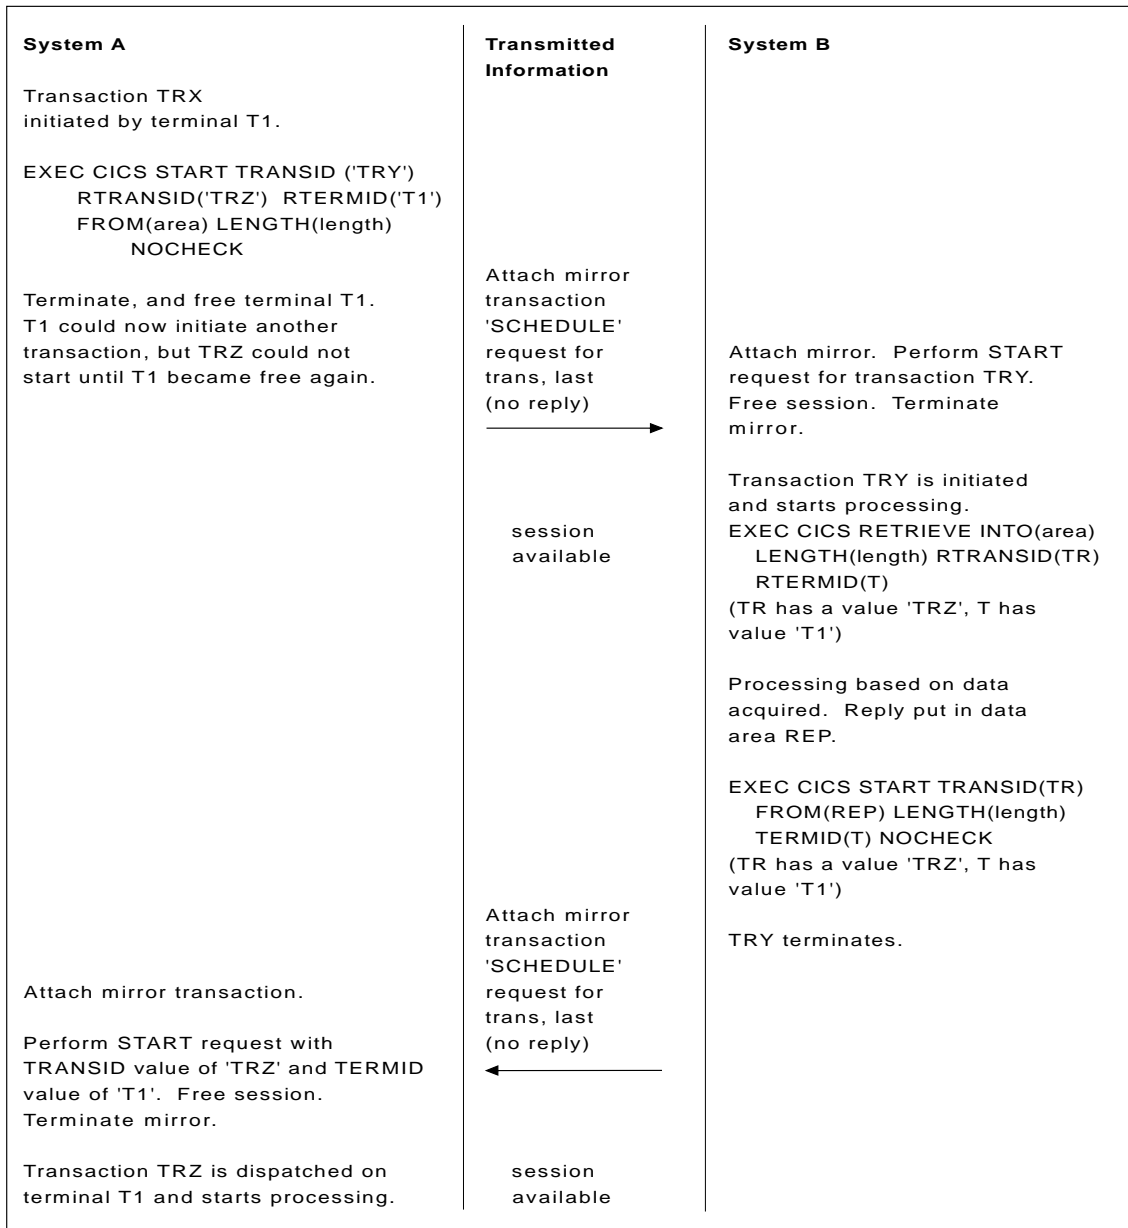 System A
Transaction TRX
initiated by terminal T1.
EXEC CICS START TRANSID ('TRY')
RTRANSID('TRZ') RTERMID('T1')
FROM(area) LENGTH(length)
NOCHECK
Terminate, and free terminal T1.
T1 could now initiate another
transaction, but TRZ could not
start until T1 became free again.
Transmitted
Information
Attach mirror
transaction
'SCHEDULE'
request for
trans, last
(no reply)
System B
Attach mirror. Perform START
request for transaction TRY.
Free session. Terminate
mirror.
session
available
Transaction TRY is initiated
and starts processing.
EXEC CICS RETRIEVE INTO(area)
LENGTH(length) RTRANSID(TR)
RTERMID(T)
(TR has a value 'TRZ', T has
value 'T1')
Processing based on data
acquired. Reply put in data
area REP.
EXEC CICS START TRANSID(TR)
FROM(REP) LENGTH(length)
TERMID(T) NOCHECK
(TR has a value 'TRZ', T has
value 'T1')
TRY terminates.
Attach mirror
transaction
'SCHEDULE'
request for
trans, last
(no reply)
Attach mirror transaction.
Perform START request with
TRANSID value of 'TRZ' and TERMID
value of 'T1'. Free session.
Terminate mirror.
Transaction TRZ is dispatched on
terminal T1 and starts processing.
session
available